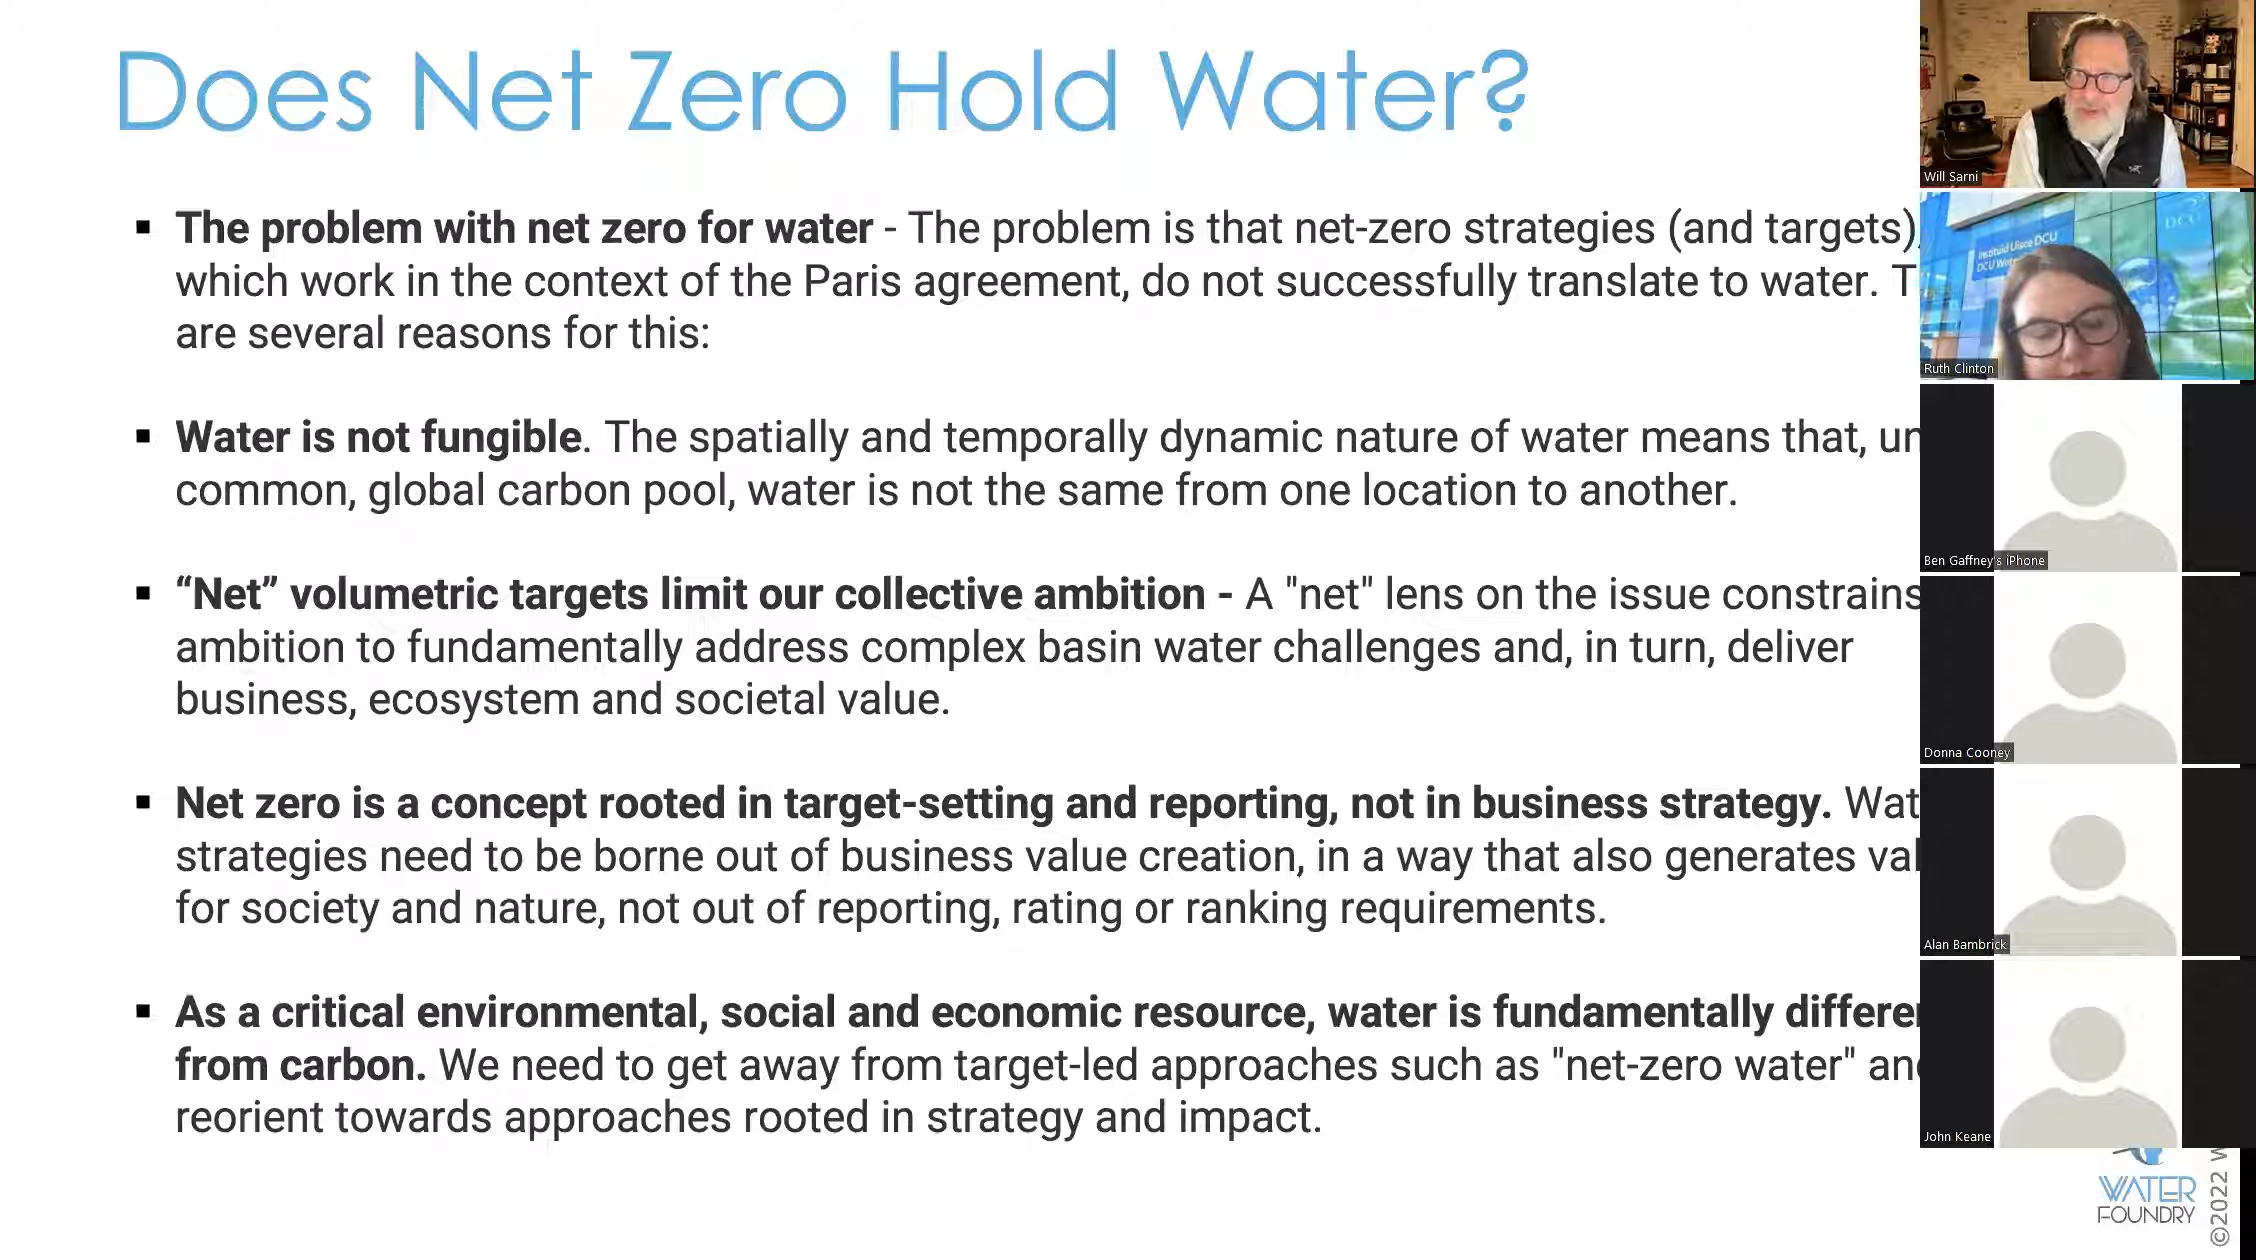 Does Net Zero Hold Water?
▪ The problem with net zero for water - The problem is that net-zero strategies (and targets),
which work in the context of the Paris agreement, do not successfully translate to water.
are several reasons for this:
▪ Water is not fungible. The spatially and temporally dynamic nature of water means that,
common, global carbon pool, water is not the same from one location to another.
▪ “Net” volumetric targets limit our collective ambition - A "net" lens on the issue constrains
ambition to fundamentally address complex basin water challenges and, in turn, deliver
business, ecosystem and societal value.
▪ Net zero is a concept rooted in target-setting and reporting, not in business strategy.
strategies need to be borne out of business value creation, in a way that also generates
for society and nature, not out of reporting, rating or ranking requirements.
▪ As a critical environmental, social and economic resource, water is fundamentally
from carbon. We need to get away from target-led approaches such as "net-zero water"
reorient towards approaches rooted in strategy and impact.
Will Sarni
DCU
Institiúid Uisce DCU
DCU
Ruth Clinton
Ben Gaffney's iPhone
Donna Cooney
Alan Bambrick
John Keane
WATER
FOUNDRY
©2022